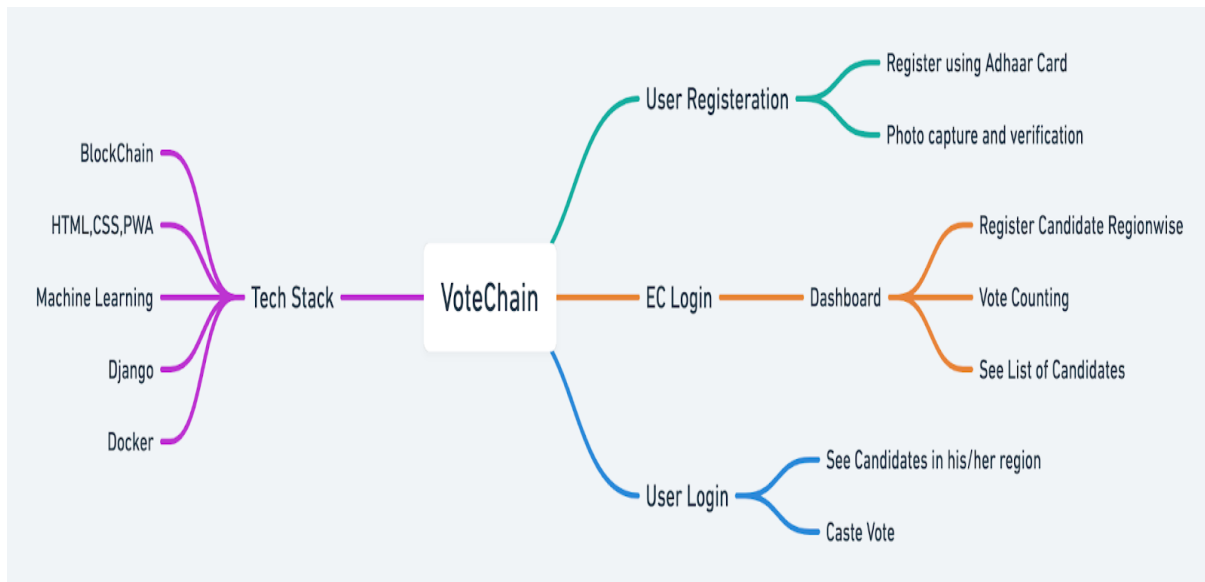 VoteChain
Tech Stack
BlockChain
HTML,CSS,PWA
Machine Learning
Django
Docker
User Registeration
Register using Adhaar Card
Photo capture and verification
EC Login
Dashboard
Register Candidate Regionwise
Vote Counting
See List of Candidates
User Login
See Candidates in his/her region
Caste Vote